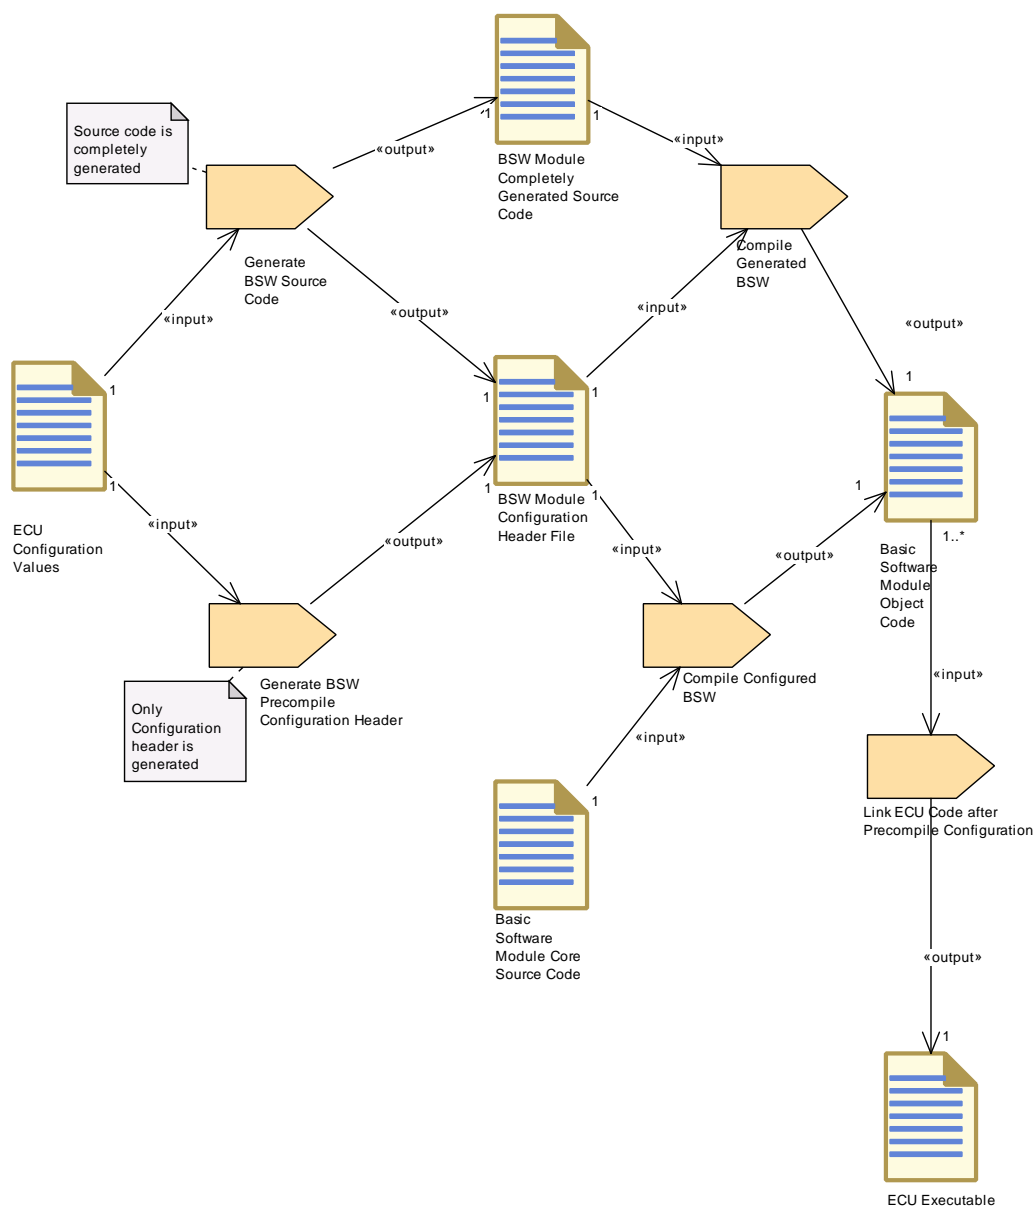 Source code is
completely
generated
«output»
1
BSW Module
Completely
Generated Source
Code
1
«input»
Compile
Generated
BSW
Generate
BSW Source
Code
«input»
«output»
«input»
«output»
1
1
1
1
1
ECU
Configuration
Values
1
BSW Module
Configuration
Header File
1
1
1..*
Basic
Software
Module
Object
Code
«input»
«output»
«input»
«output»
Only
Configuration
header is
generated
Generate BSW
Precompile
Configuration Header
Compile Configured
BSW
«input»
«input»
1
Basic
Software
Module Core
Source Code
Link ECU Code after
Precompile Configuration
«output»
1
ECU Executable